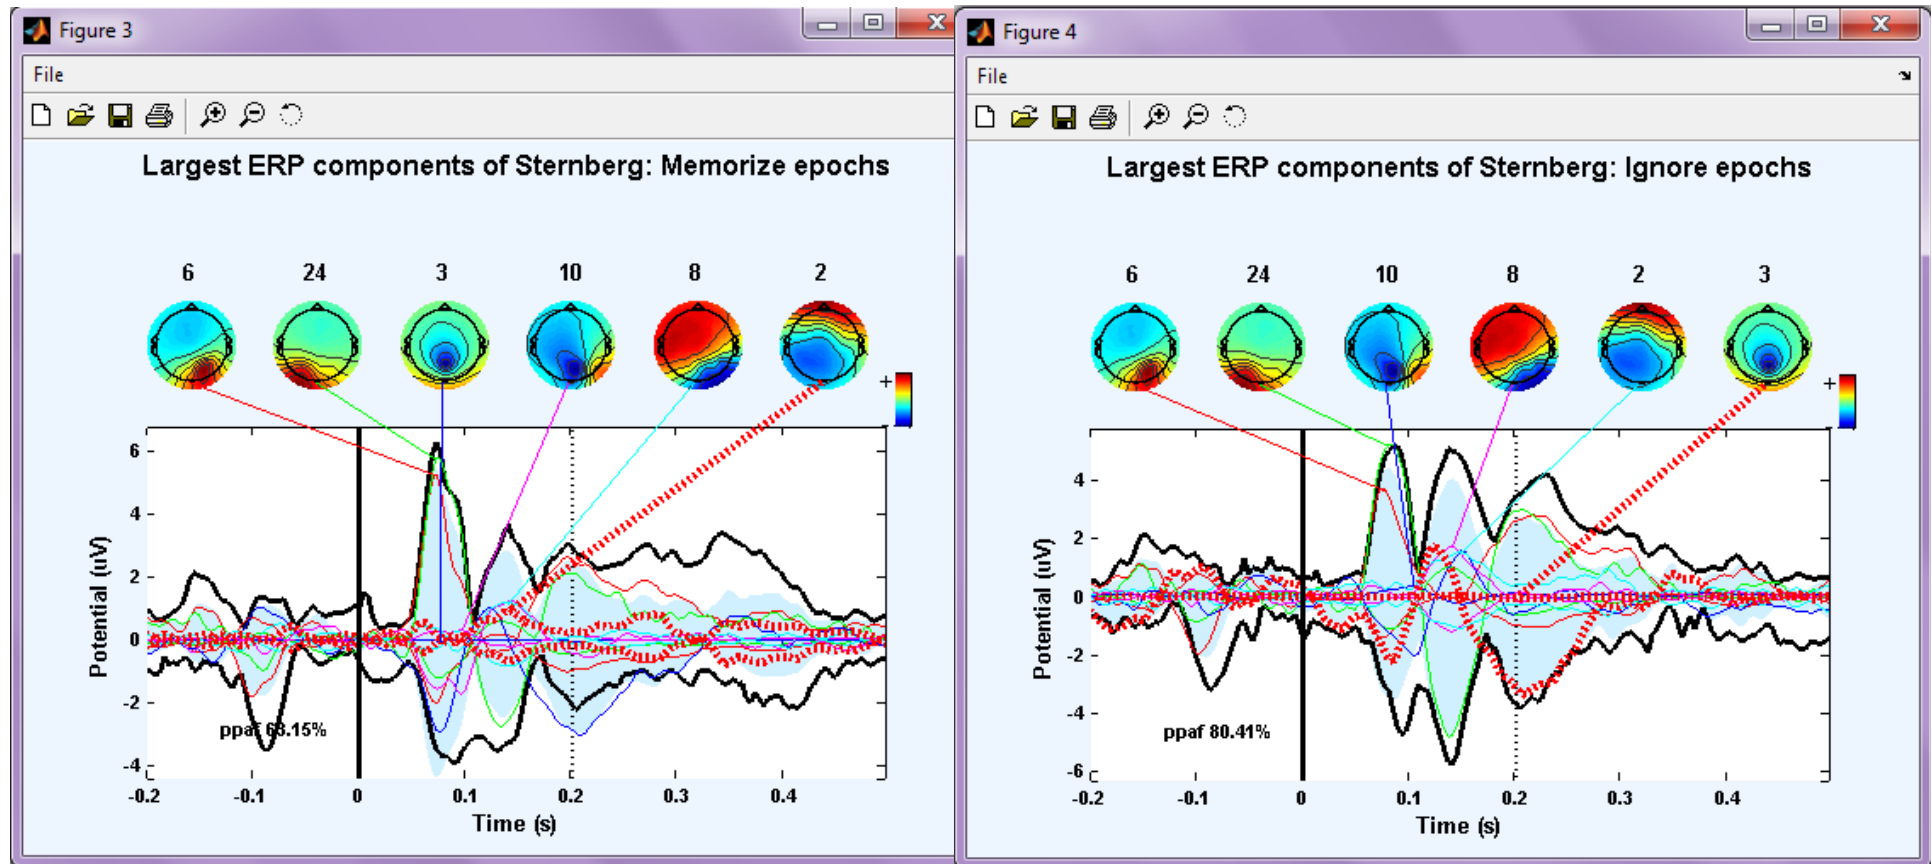 Figure 3
File
Largest ERP components of Sternberg: Memorize epochs
6 24 3 10 8 2
+
-
6
4
2
0
-2
-4
Potential (uV)
ppaf 68.15%
-0.2 -0.1 0 0.1 0.2 0.3 0.4
Time (s)
Figure 4
File
Largest ERP components of Sternberg: Ignore epochs
6 24 10 8 2 3
+
-
4
2
0
-2
-4
-6
Potential (uV)
ppaf 80.41%
-0.2 -0.1 0 0.1 0.2 0.3 0.4
Time (s)